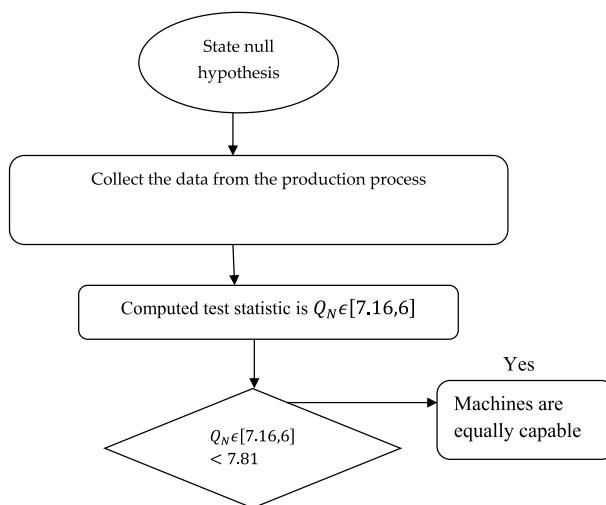 State null
hypothesis
Collect the data from the production process
Computed test statistic is Q_N ϵ[7.16,6]
Yes
Machines are
equally capable
Q_N ϵ[7.16,6]
< 7.81